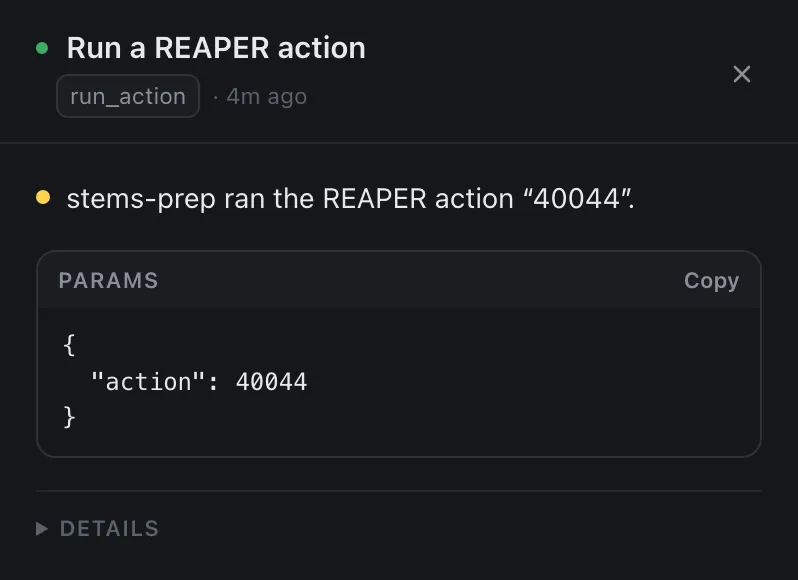 Run a REAPER action
run_action · 4m ago
stems-prep ran the REAPER action “40044”.
PARAMS Copy
{
"action": 40044
}
DETAILS